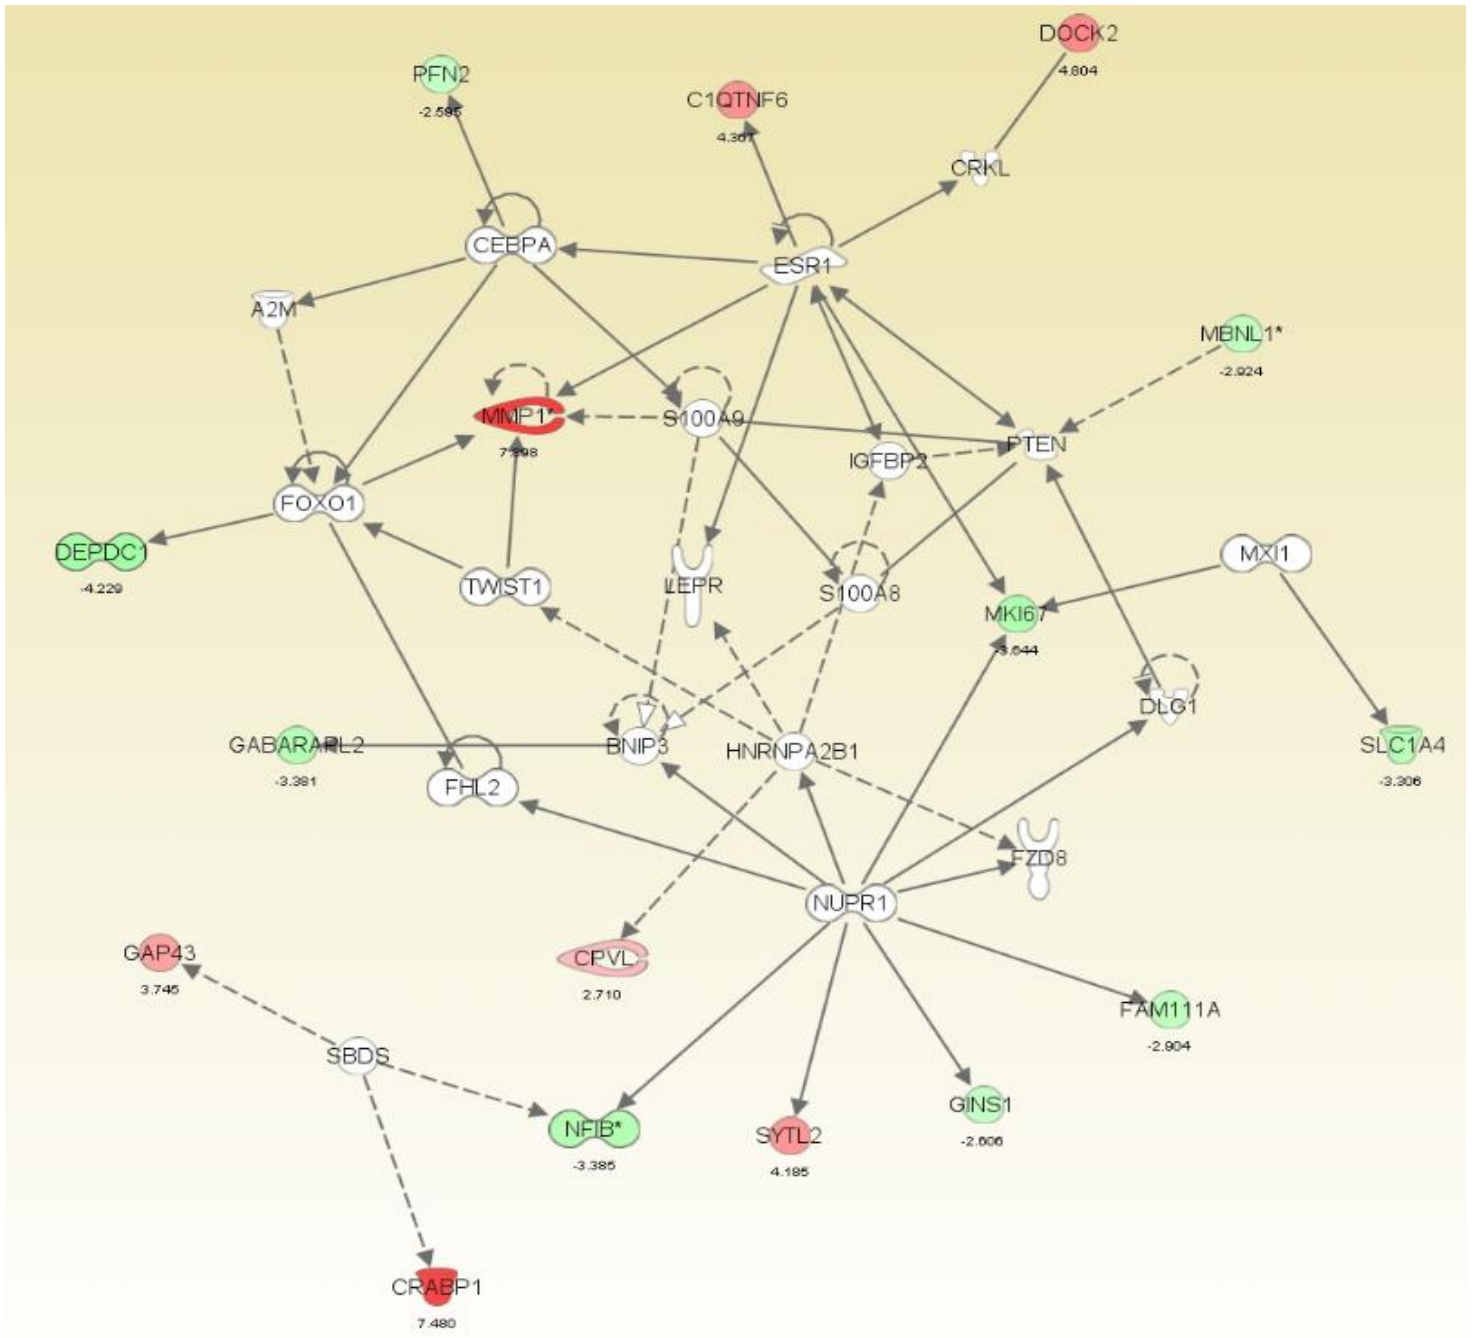 DOCK2
4.804
PFN2
-2.595
C1QTNF6
4.367
CRKL
CEBPA
ESR1
A2M
MBNL1*
-2.924
MMP1*
7.898
S100A9
PTEN
IGFBP2
FOXO1
DEPDC1
-4.229
MXI1
TWIST1
LEPR
S100A8
MKI67
-3.644
DLG1
GABARAPL2
-3.381
BNIP3
HNRNPA2B1
SLC1A4
-3.306
FHL2
FZD8
NUPR1
GAP43
3.745
CPVL
2.710
FAM111A
-2.904
SBDS
GINS1
-2.606
NFIB*
-3.385
SYTL2
4.185
CRABP1
7.480